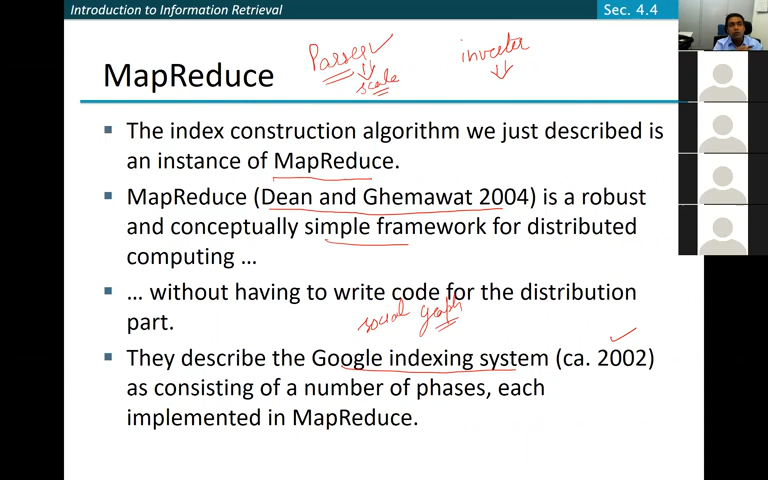 Introduction to Information Retrieval
Sec. 4.4
Parser ✓
scale
inverter
MapReduce
▪ The index construction algorithm we just described is
an instance of MapReduce.
▪ MapReduce (Dean and Ghemawat 2004) is a robust
and conceptually simple framework for distributed
computing …
▪ … without having to write code for the distribution
part.
social graph
▪ They describe the Google indexing system (ca. 2002)
as consisting of a number of phases, each
implemented in MapReduce.